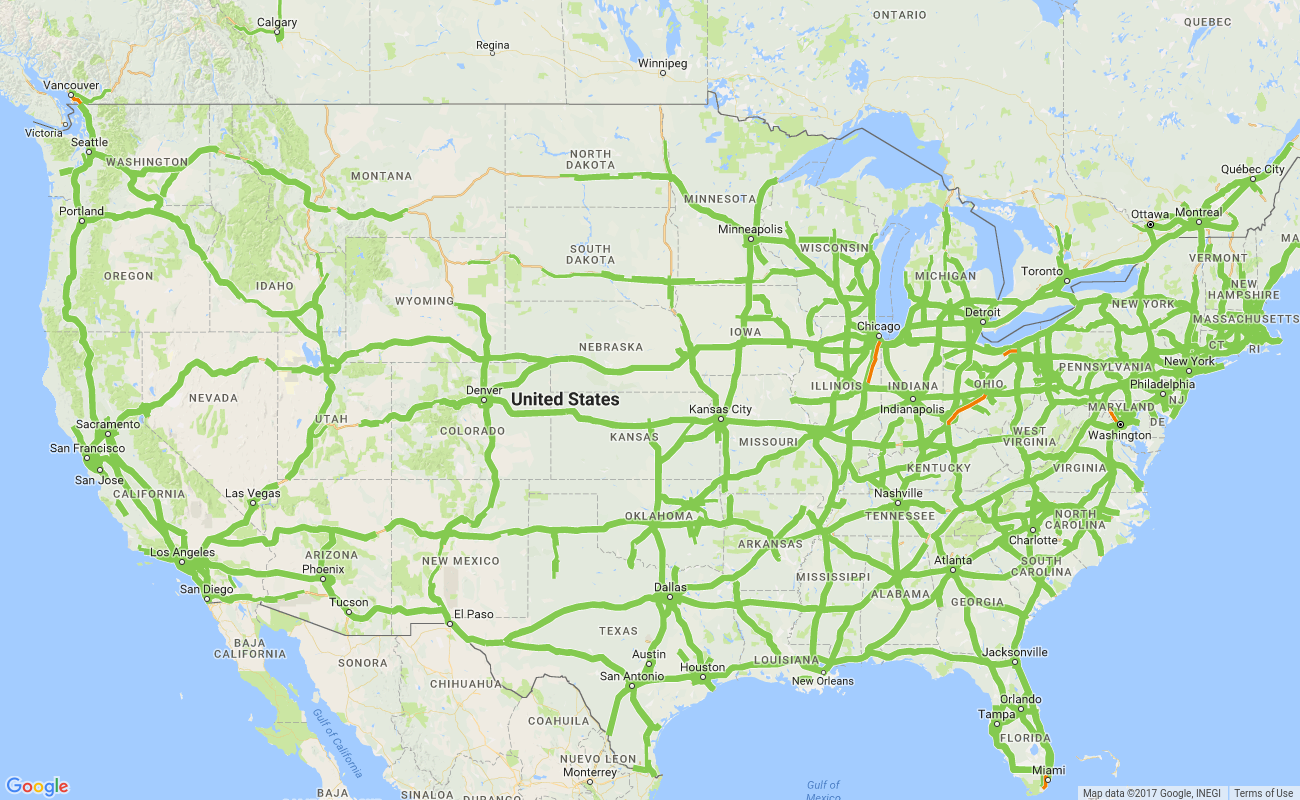 Calgary
Regina
Winnipeg
ONTARIO
QUEBEC
Vancouver
Victoria
Seattle
WASHINGTON
MONTANA
NORTH
DAKOTA
MINNESOTA
Québec City
Ottawa
Montreal
MA
Portland
Minneapolis
WISCONSIN
OREGON
IDAHO
SOUTH
DAKOTA
MICHIGAN
Toronto
VERMONT
NEW
HAMPSHIRE
WYOMING
NEW YORK
Detroit
MASSACHUSETTS
Chicago
IOWA
NEBRASKA
CT
RI
New York
PENNSYLVANIA
Philadelphia
NJ
NEVADA
UTAH
Denver
United States
ILLINOIS
INDIANA
OHIO
Indianapolis
MARYLAND
DE
Washington
Sacramento
San Francisco
San Jose
CALIFORNIA
COLORADO
KANSAS
Kansas City
MISSOURI
WEST
VIRGINIA
KENTUCKY
VIRGINIA
Las Vegas
Nashville
TENNESSEE
OKLAHOMA
NORTH
CAROLINA
Charlotte
Los Angeles
ARIZONA
Phoenix
NEW MEXICO
ARKANSAS
Atlanta
SOUTH
CAROLINA
San Diego
Tucson
El Paso
Dallas
MISSISSIPPI
ALABAMA
GEORGIA
BAJA
CALIFORNIA
SONORA
CHIHUAHUA
TEXAS
Austin
San Antonio
Houston
LOUISIANA
New Orleans
Jacksonville
Gulf of
California
COAHUILA
Orlando
Tampa
FLORIDA
NUEVO LEON
Monterrey
Miami
Google
BAJA
SINALOA
DURANGO
Gulf of
Mexico
Map data ©2017 Google, INEGI
Terms of Use